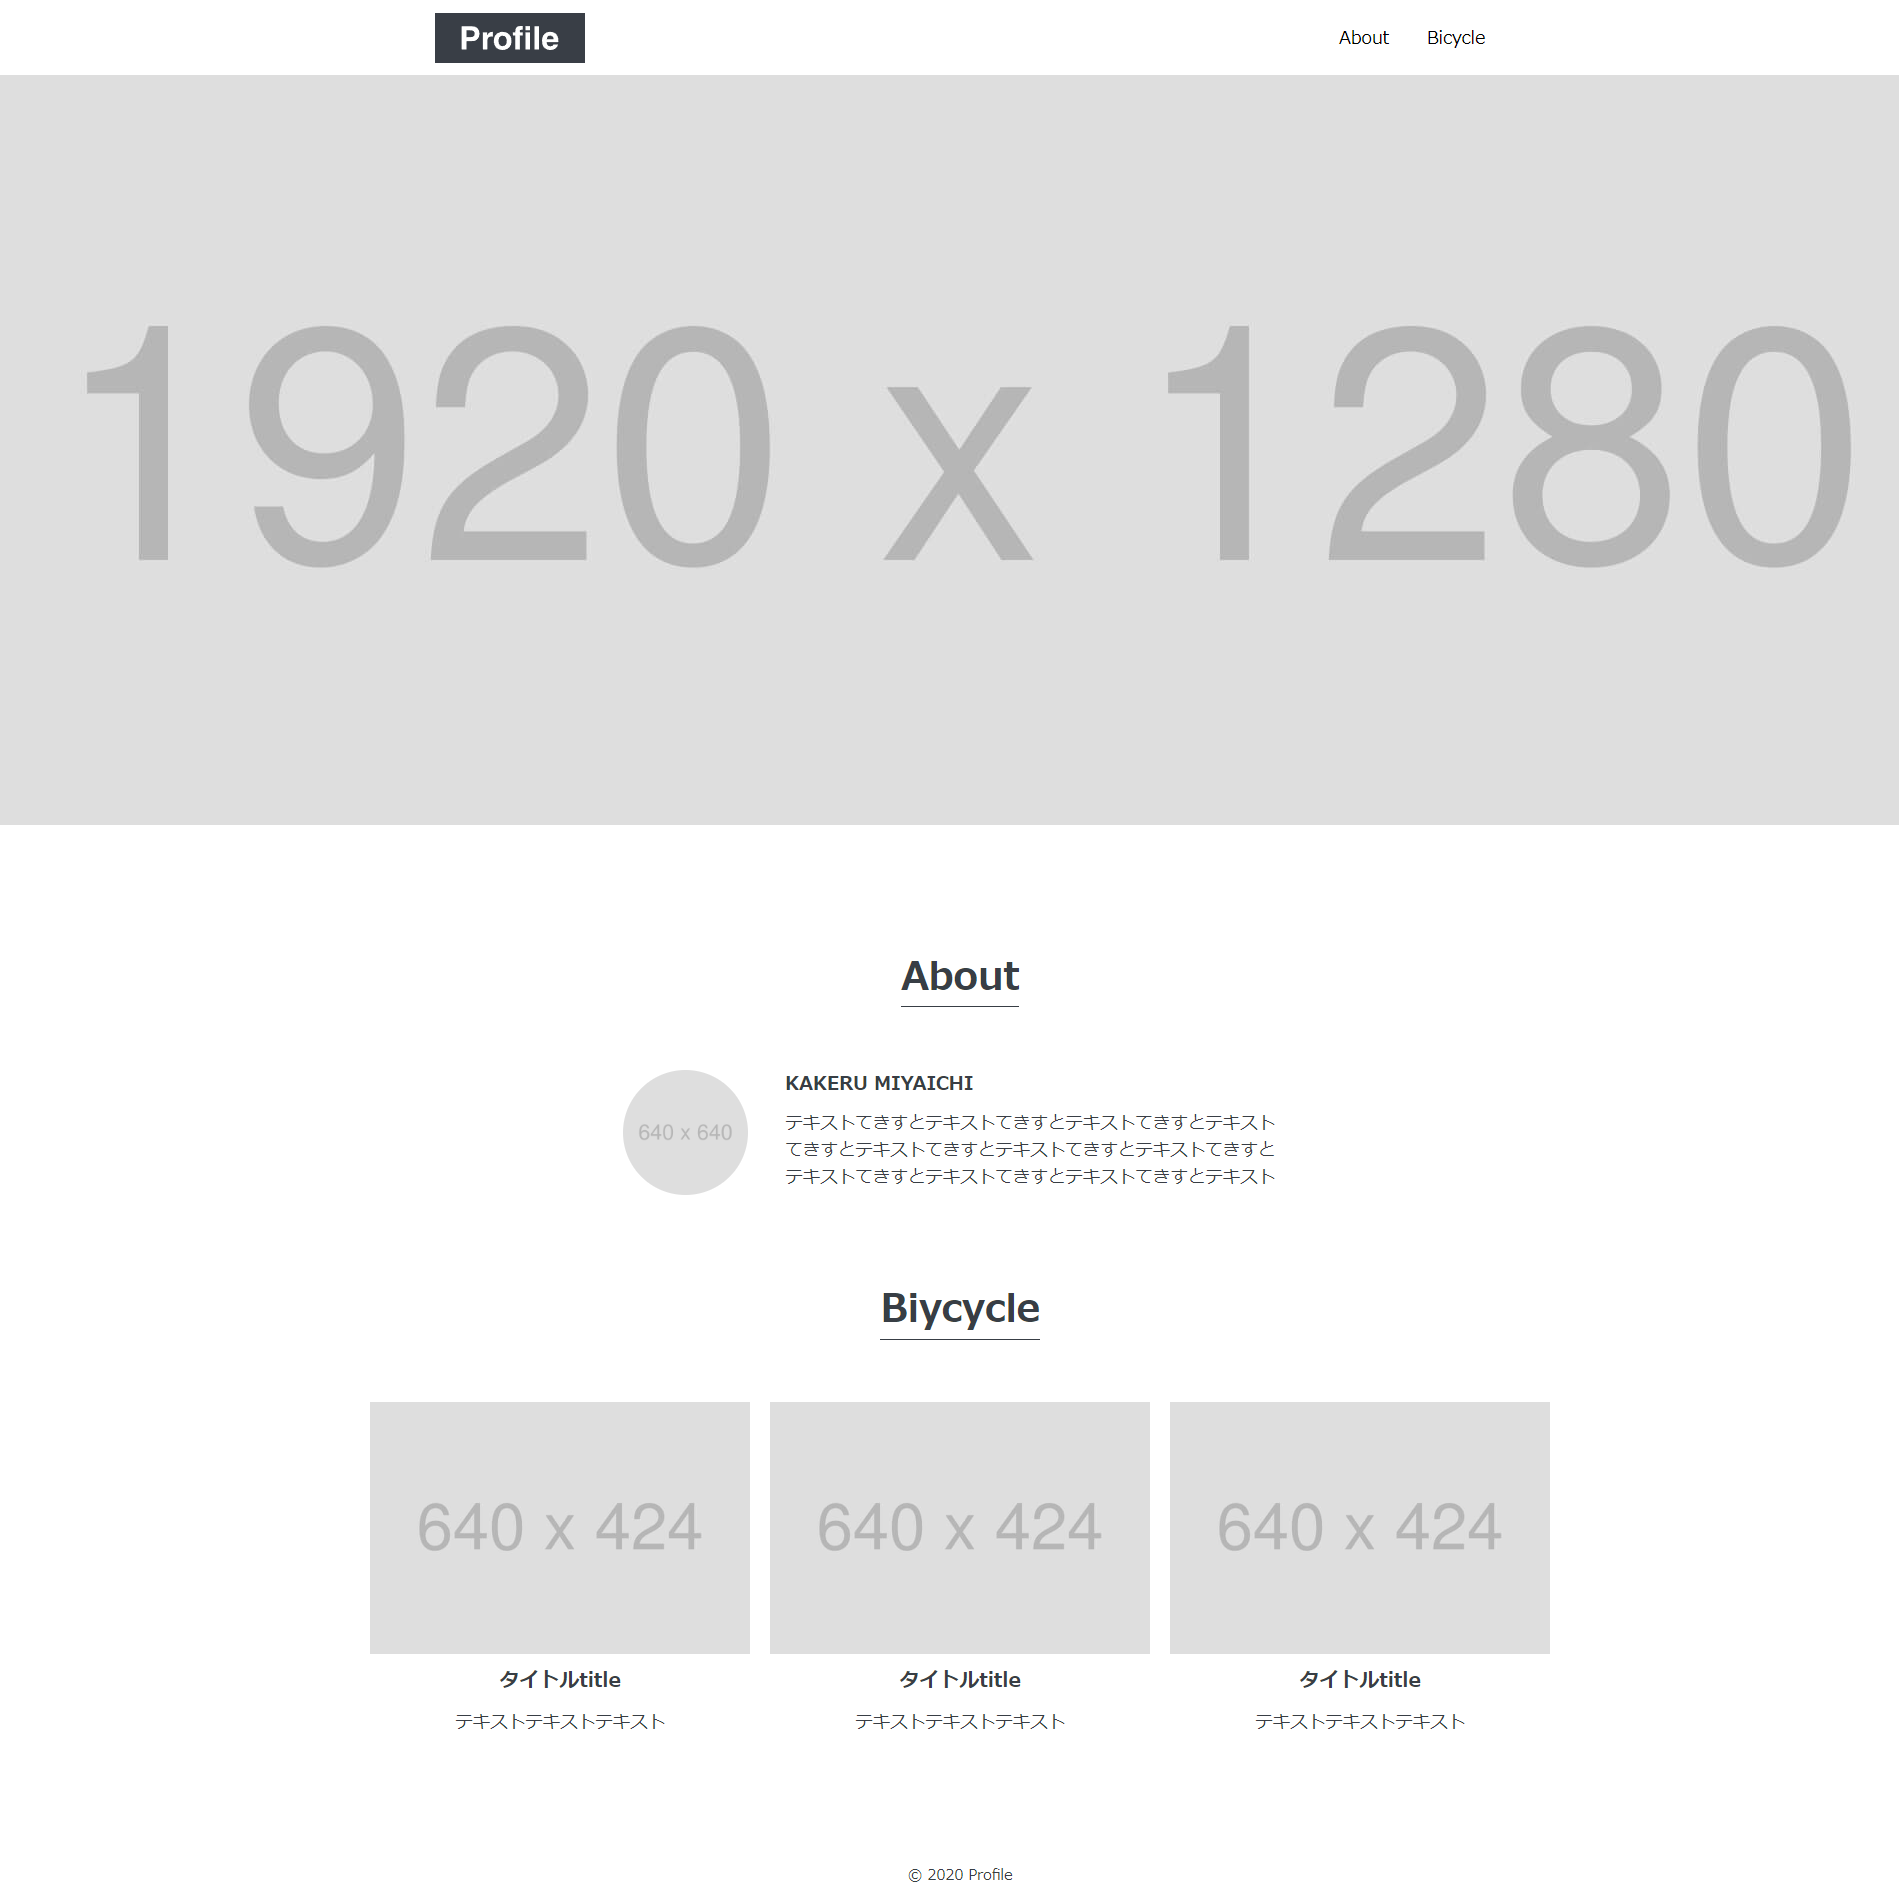 Profile
About Bicycle
1920 x 1280
About
640 x 640
KAKERU MIYAICHI
テキストてきすとテキストてきすとテキストてきすとテキスト
てきすとテキストてきすとテキストてきすとテキストてきすと
テキストてきすとテキストてきすとテキストてきすとテキスト
Biycycle
640 x 424
タイトルtitle
テキストテキストテキスト
640 x 424
タイトルtitle
テキストテキストテキスト
640 x 424
タイトルtitle
テキストテキストテキスト
© 2020 Profile